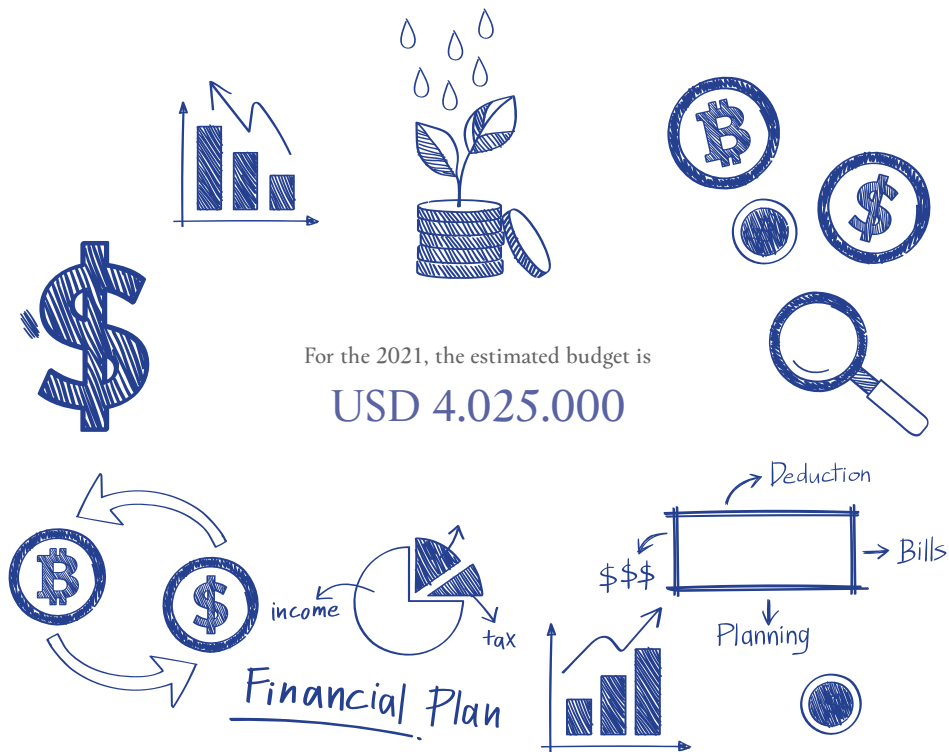 For the 2021, the estimated budget is
USD 4.025.000
Deduction
$$$
Bills
income
tax
Planning
Financial Plan